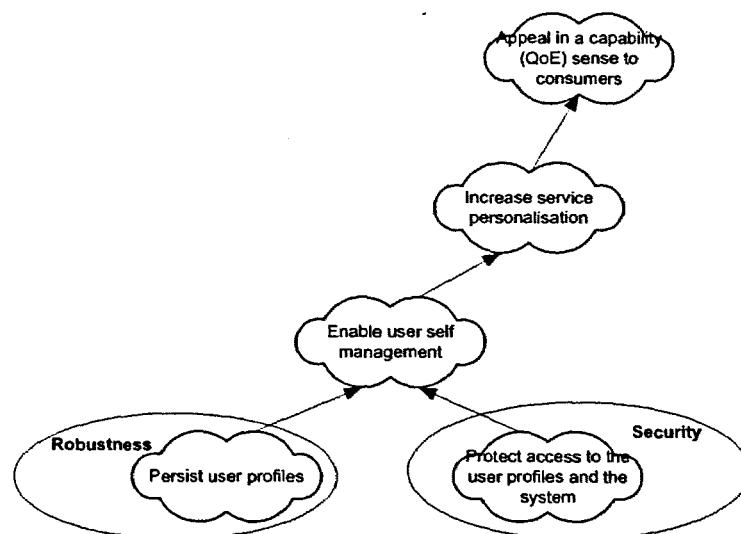 Appeal in a capability
(QoE) sense to
consumers
Increase service
personalisation
Enable user self
management
Robustness
Persist user profiles
Security
Protect access to the
user profiles and the
system